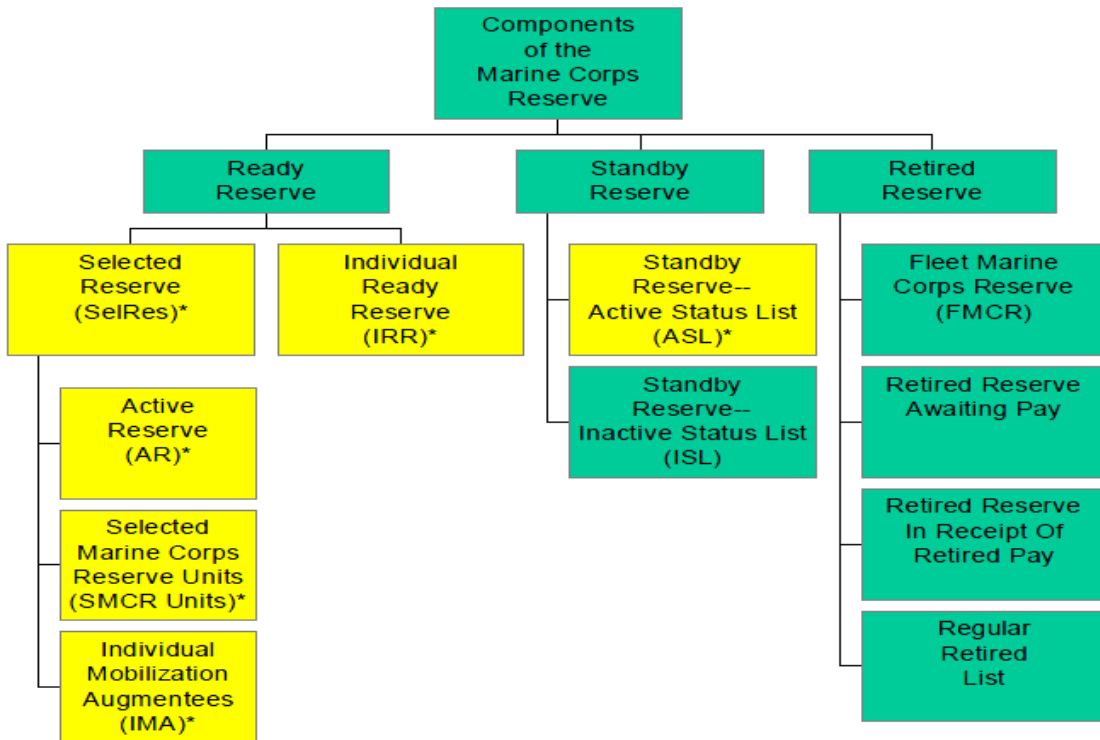 Components
of the
Marine Corps
Reserve
Ready
Reserve
Standby
Reserve
Retired
Reserve
Selected
Reserve
(SelRes)*
Individual
Ready
Reserve
(IRR)*
Standby
Reserve--
Active Status List
(ASL)*
Fleet Marine
Corps Reserve
(FMCR)
Active
Reserve
(AR)*
Standby
Reserve--
Inactive Status List
(ISL)
Retired Reserve
Awaiting Pay
Selected
Marine Corps
Reserve Units
(SMCR Units)*
Retired Reserve
In Receipt Of
Retired Pay
Individual
Mobilization
Augmentees
(IMA)*
Regular
Retired
List